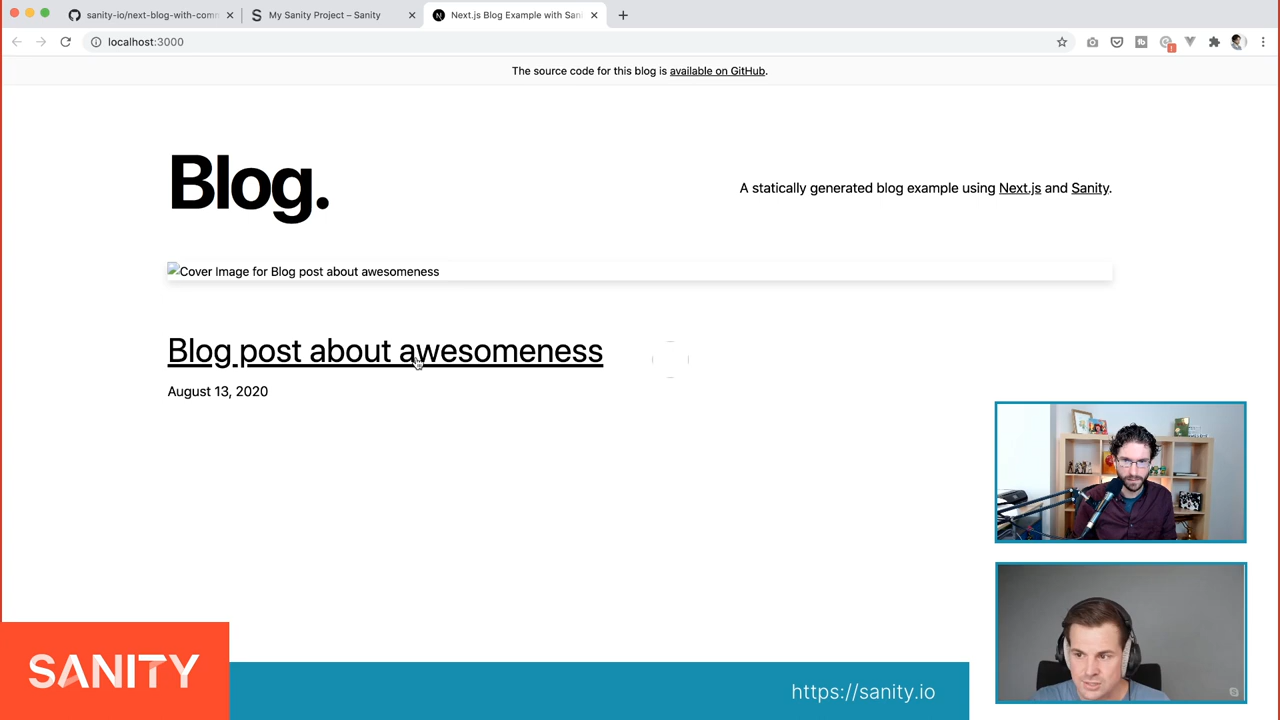 sanity-io/next-blog-with-comm
My Sanity Project – Sanity
Next.js Blog Example with Sani
localhost:3000
The source code for this blog is available on GitHub.
Blog.
A statically generated blog example using Next.js and Sanity.
Cover Image for Blog post about awesomeness
Blog post about awesomeness
August 13, 2020
SANITY
https://sanity.io